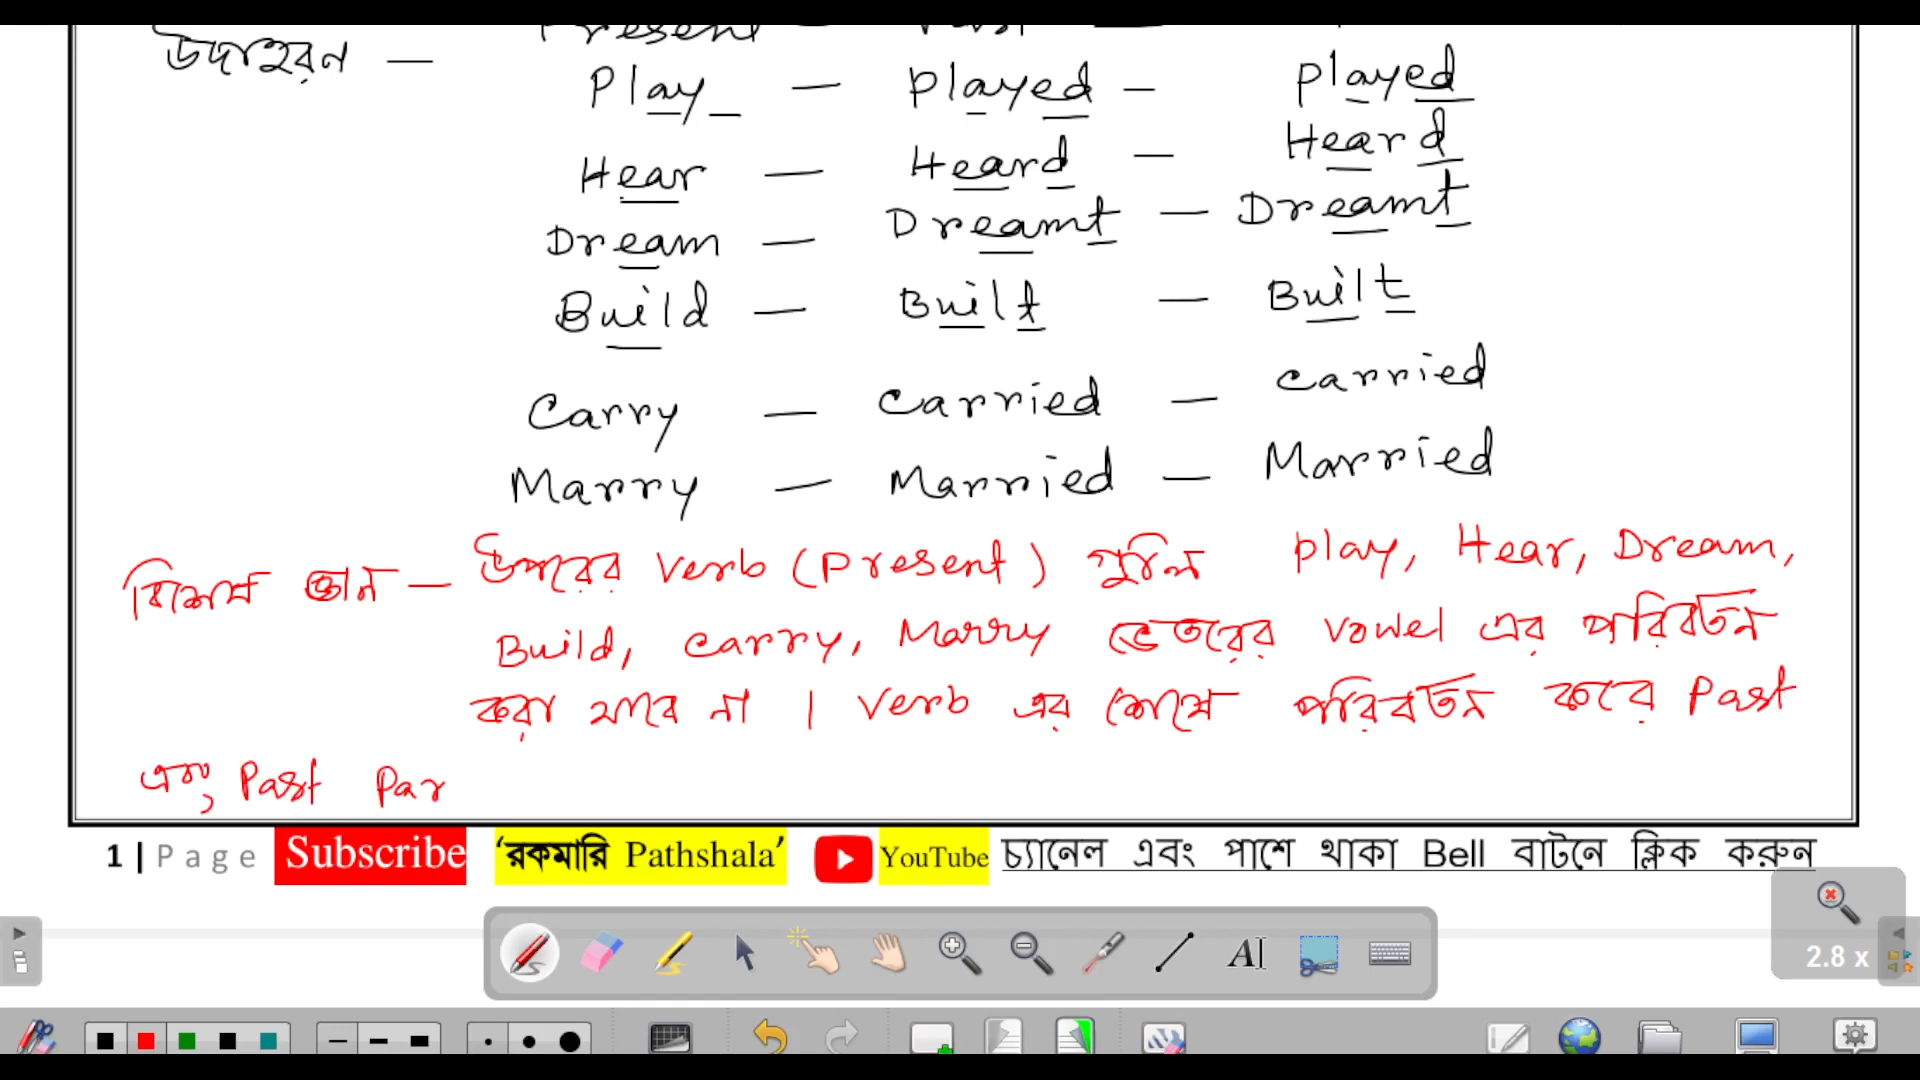 Present – Past –
উদাহরন —
Play – Played – Played
Hear – Heard – Heard
Dream – Dreamt – Dreamt
Build – Built – Built
Carry – Carried – Carried
Marry – Married – Married
বিশেষ জ্ঞান – উপরের Verb (Present) গুলি Play, Hear, Dream,
Build, Carry, Marry ভেতরের Vowel এর পরিবর্তন
করা যাবে না । Verb এর শেষে পরিবর্তন করে Past
এবং Past Par
1 | Page Subscribe ‘রকমারি Pathshala’ YouTube চ্যানেল এবং পাশে থাকা Bell বাটনে ক্লিক করুন
2.8 x